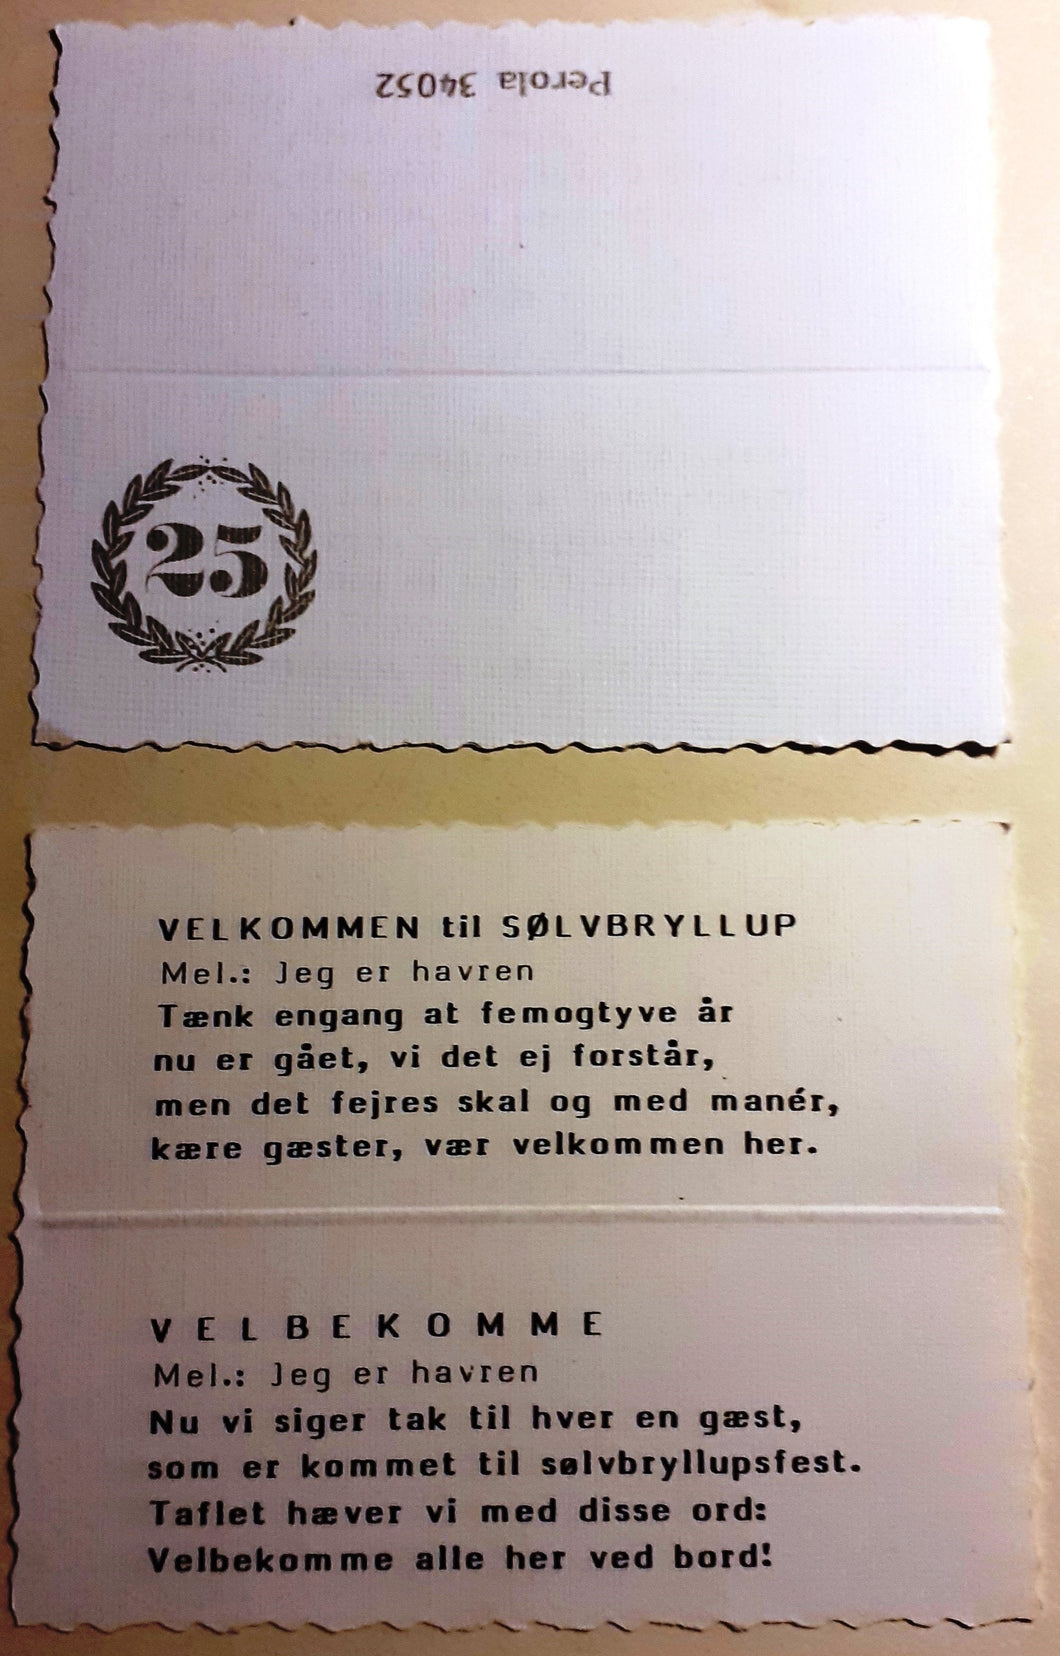 Perola 34052
25
VELKOMMEN til SØLVBRYLLUP
Mel.: Jeg er havren
Tænk engang at femogtyve år
nu er gået, vi det ej forstår,
men det fejres skal og med manér,
kære gæster, vær velkommen her.
VELBEKOMME
Mel.: Jeg er havren
Nu vi siger tak til hver en gæst,
som er kommet til sølvbryllupsfest.
Taflet hæver vi med disse ord:
Velbekomme alle her ved bord!